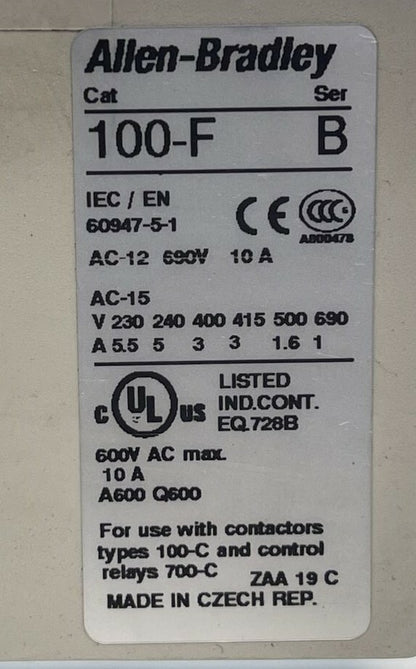 Allen-Bradley
Cat Ser
100-F B
IEC / EN
60947-5-1
CE CCC
A800478
AC-12 690V 10 A
AC-15
V 230 240 400 415 500 690
A 5.5 5 3 3 1.6 1
C UL US
LISTED
IND.CONT.
EQ.728B
600V AC max.
10 A
A600 Q600
For use with contactors
types 100-C and control
relays 700-C ZAA 19 C
MADE IN CZECH REP.